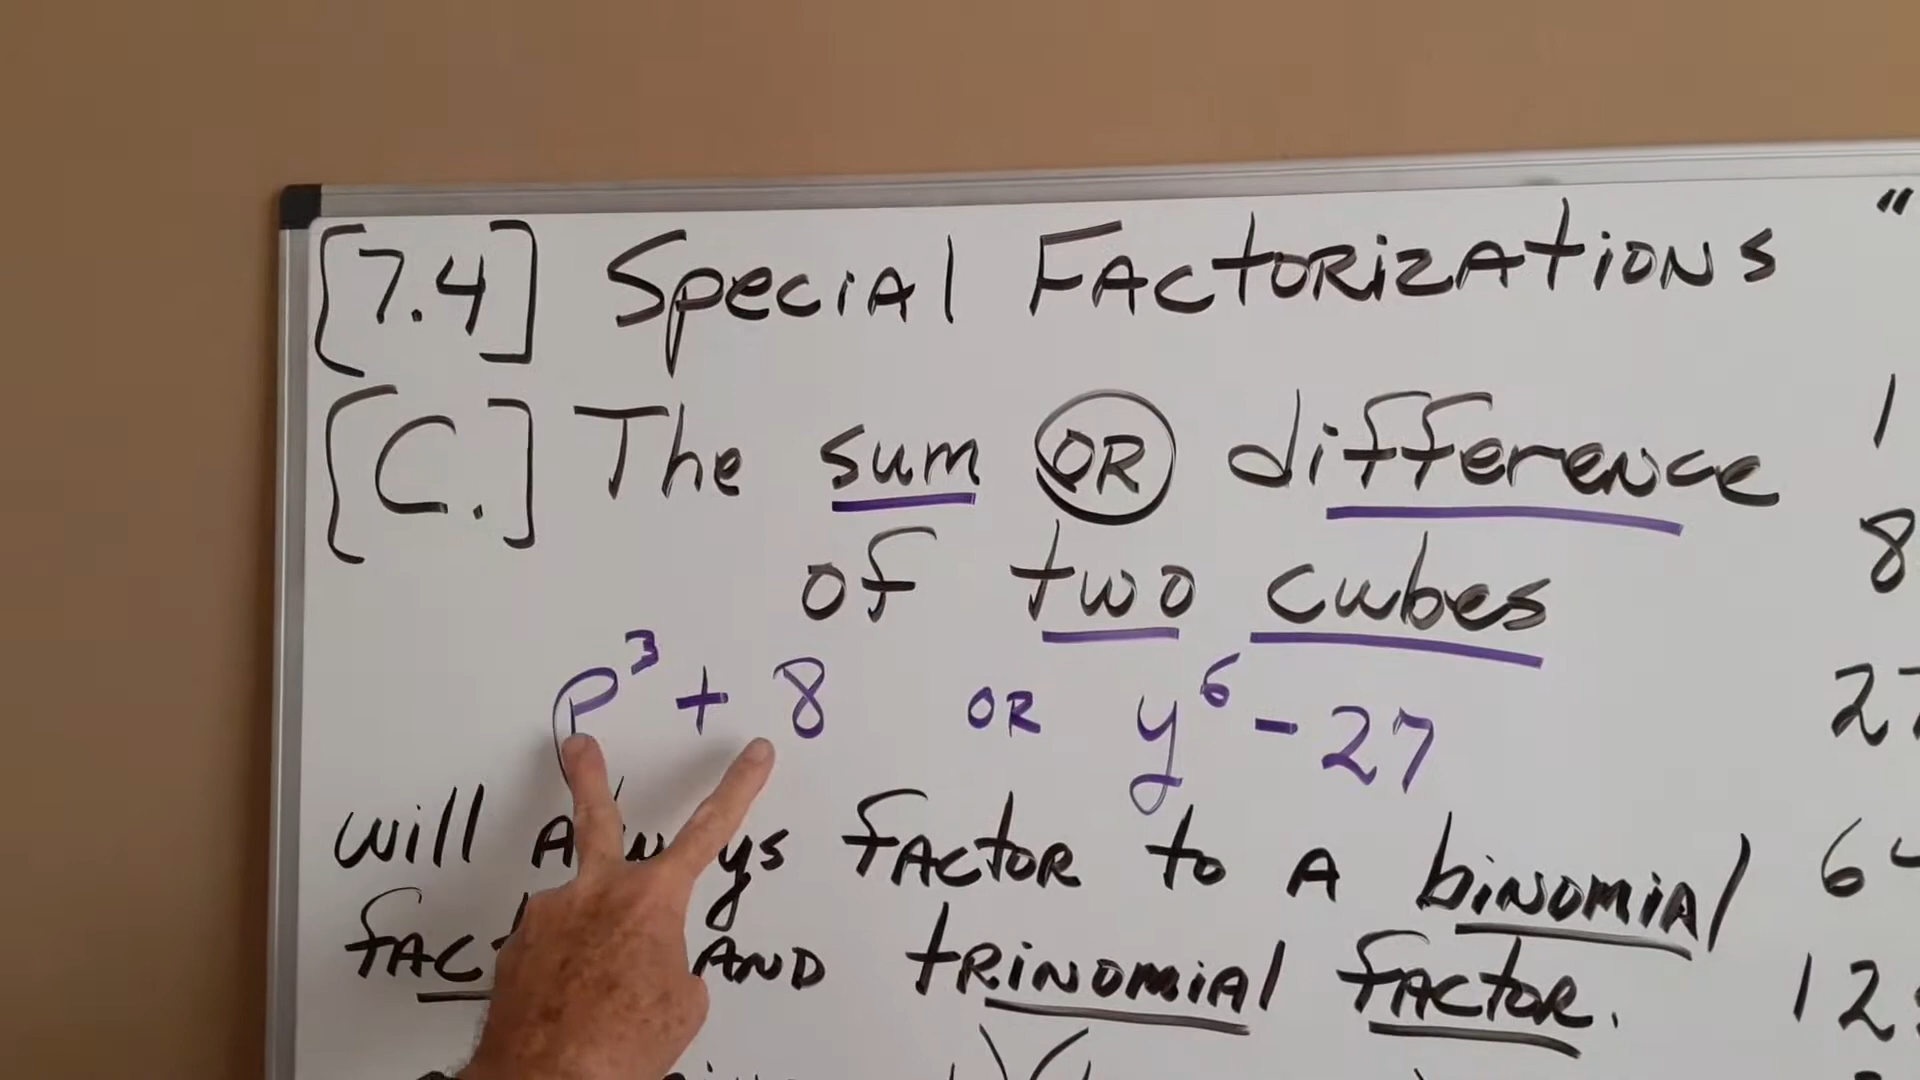 [7.4] Special Factorizations "
[C.] The sum OR difference
of two cubes
p³ + 8 OR y⁶ - 27
will always factor to a binomial
AND trinomial factor.
1
8